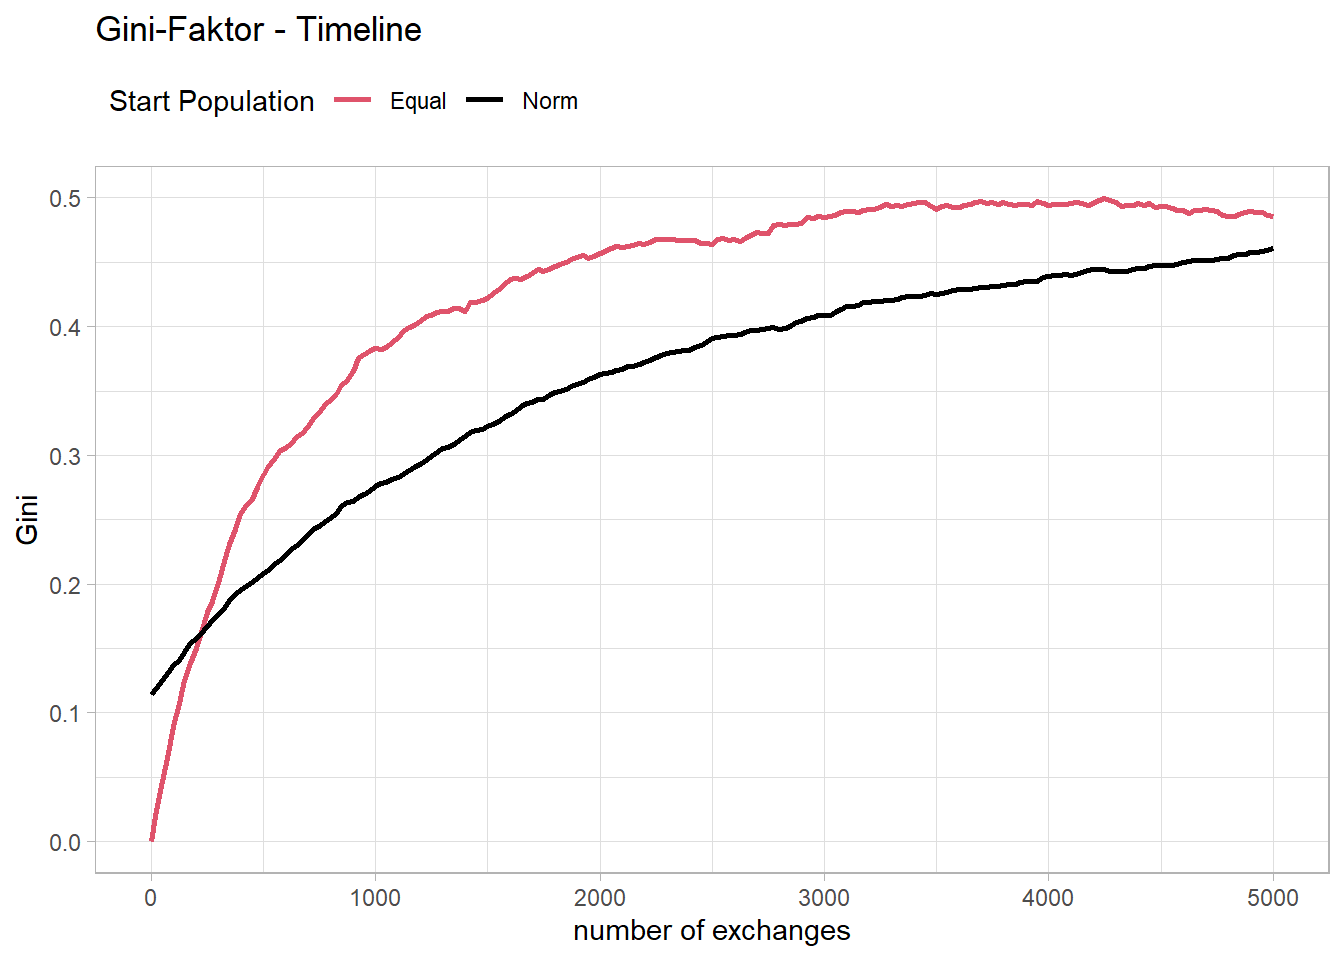 Gini-Faktor - Timeline
Start Population Equal Norm
0.5
0.4
0.3
0.2
0.1
0.0
Gini
0 1000 2000 3000 4000 5000
number of exchanges